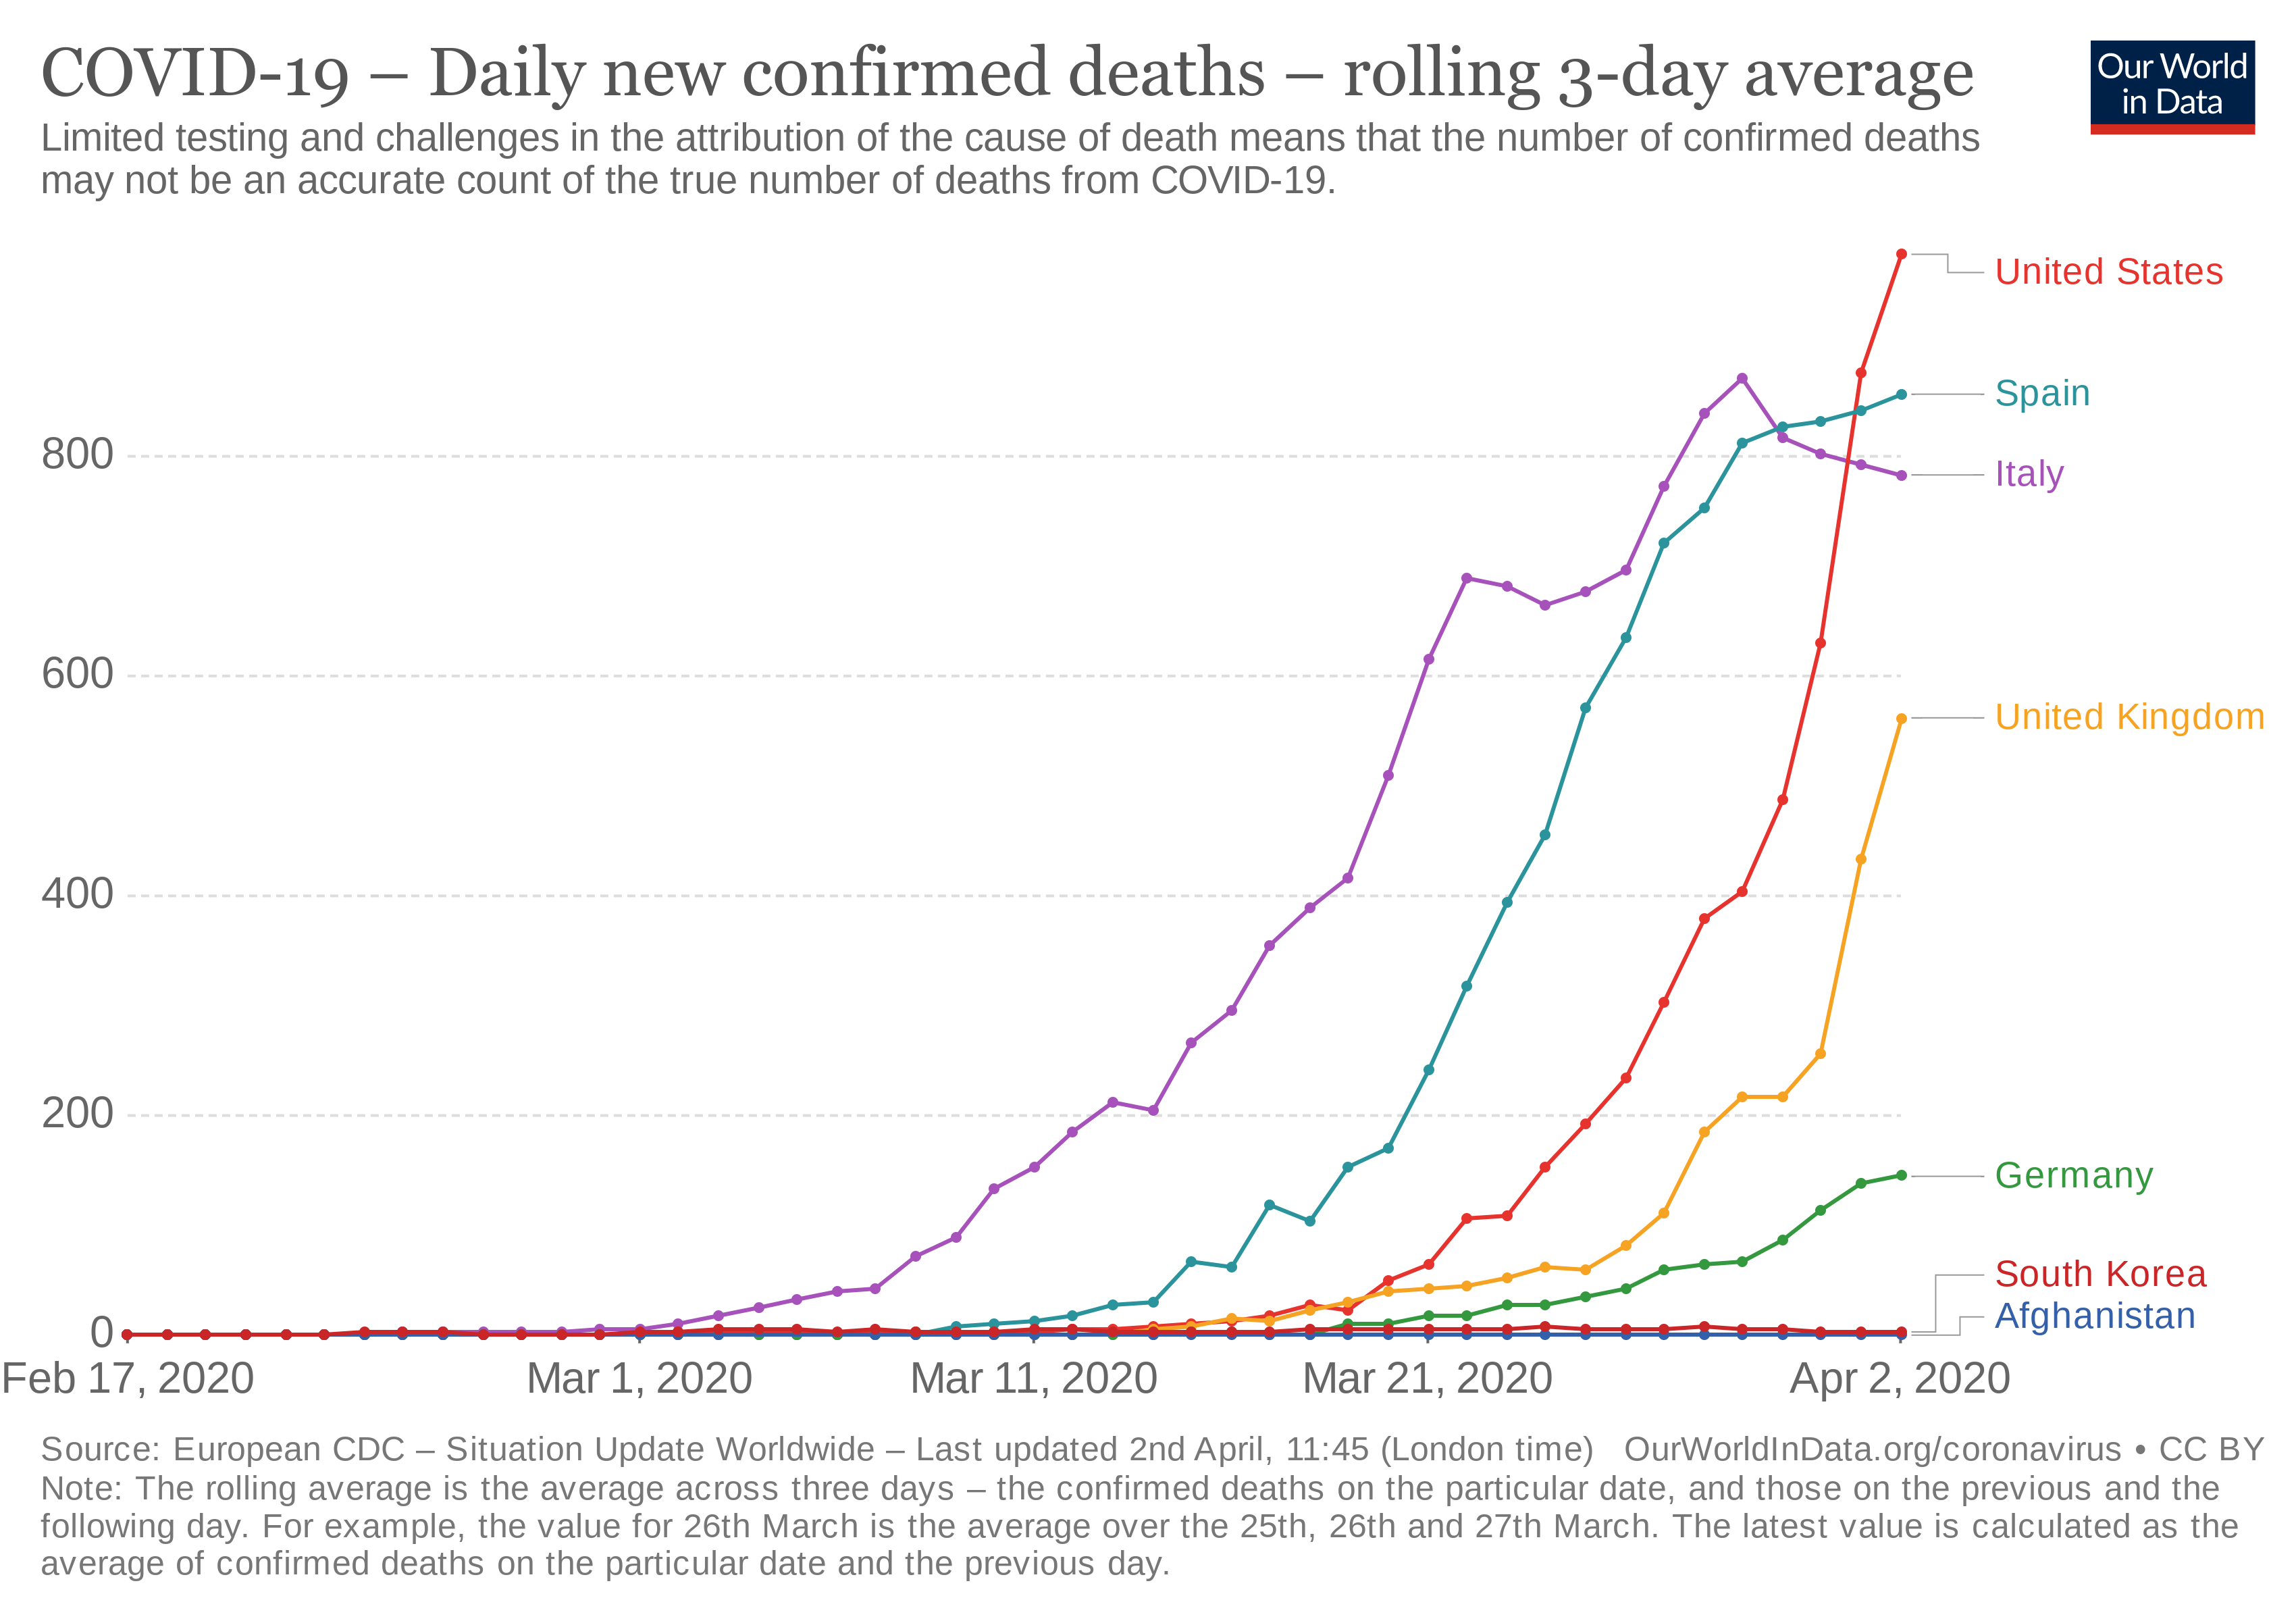 COVID-19 – Daily new confirmed deaths – rolling 3-day average
Our World
in Data
Limited testing and challenges in the attribution of the cause of death means that the number of confirmed deaths
may not be an accurate count of the true number of deaths from COVID-19.
United States
Spain
800
Italy
600
United Kingdom
400
200
Germany
South Korea
Afghanistan
0
Feb 17, 2020
Mar 1, 2020
Mar 11, 2020
Mar 21, 2020
Apr 2, 2020
Source: European CDC – Situation Update Worldwide – Last updated 2nd April, 11:45 (London time)
OurWorldInData.org/coronavirus • CC BY
Note: The rolling average is the average across three days – the confirmed deaths on the particular date, and those on the previous and the
following day. For example, the value for 26th March is the average over the 25th, 26th and 27th March. The latest value is calculated as the
average of confirmed deaths on the particular date and the previous day.